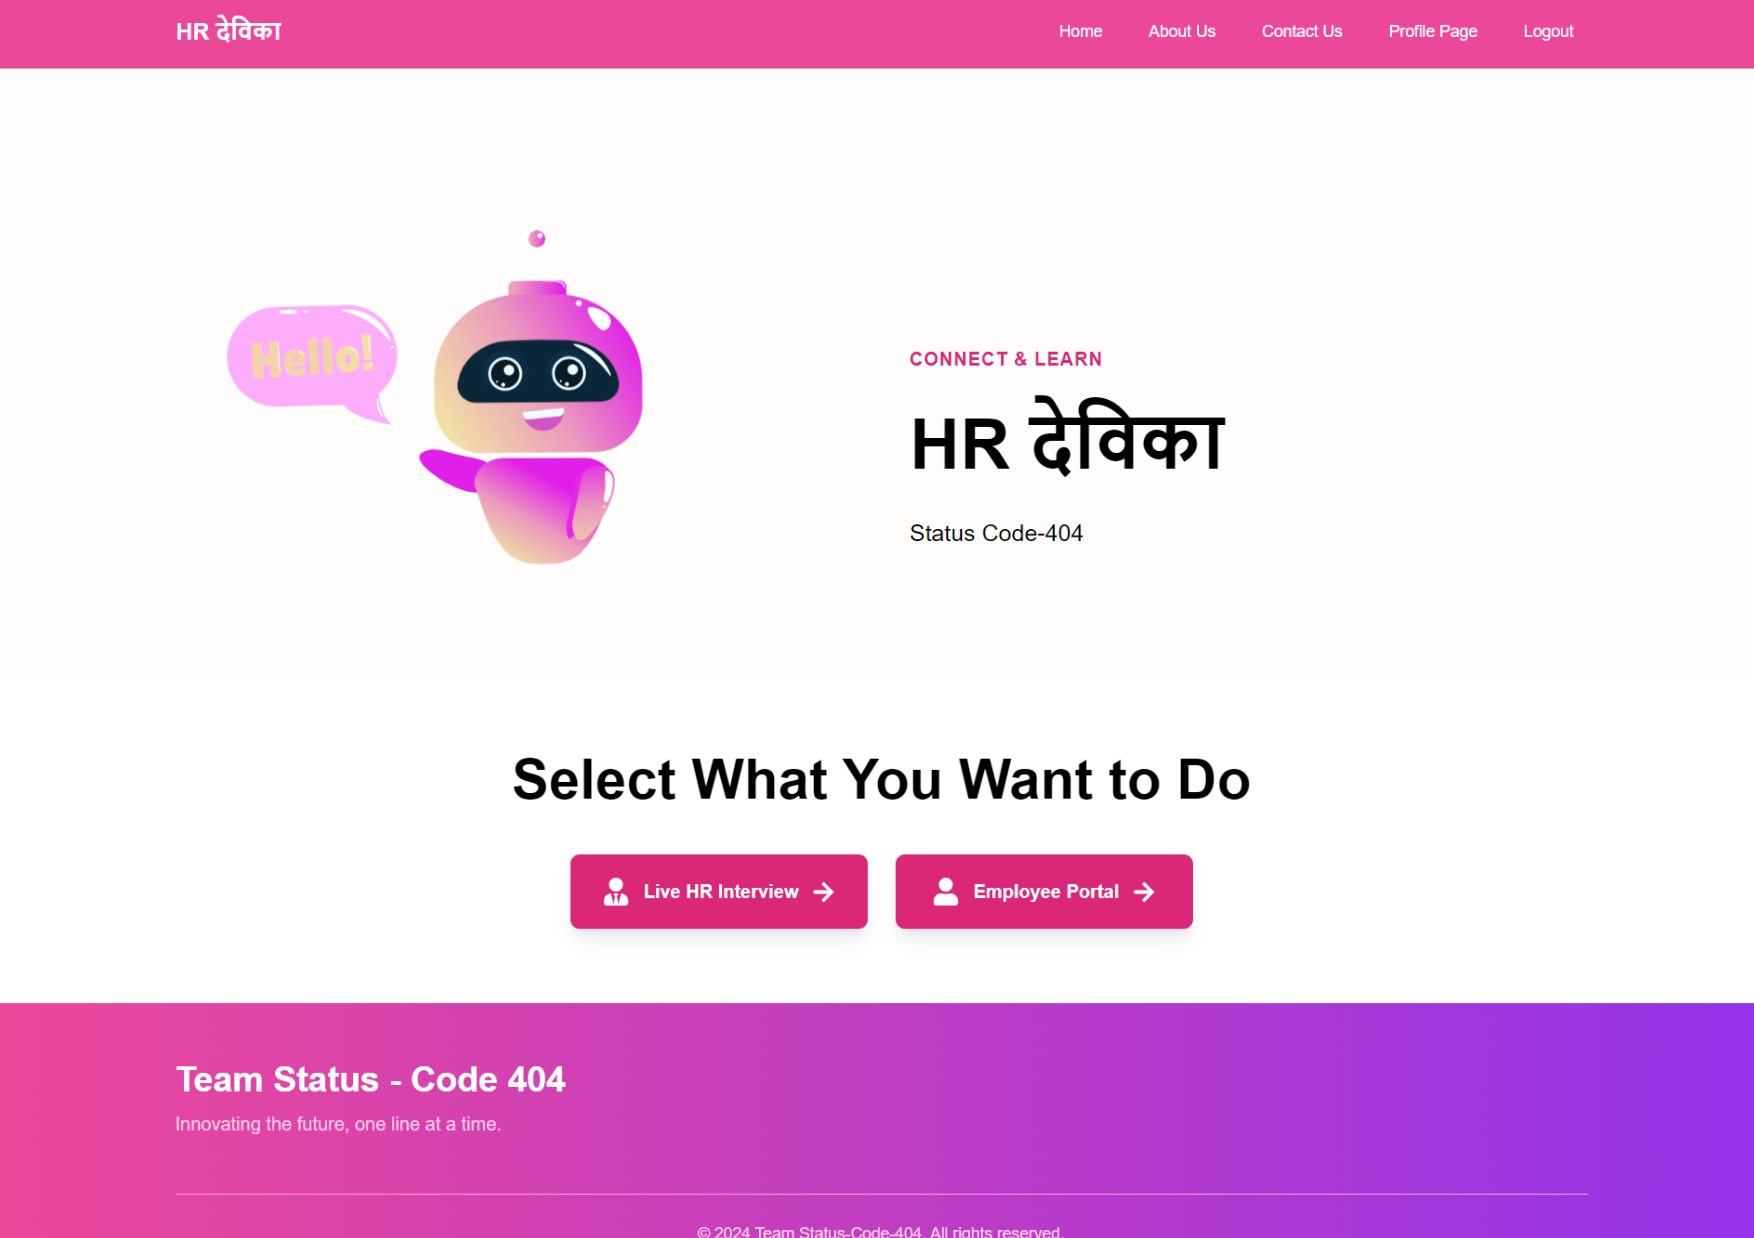 HR देविका
Home
About Us
Contact Us
Profile Page
Logout
Hello!
CONNECT & LEARN
HR देविका
Status Code-404
Select What You Want to Do
Live HR Interview
Employee Portal
Team Status - Code 404
Innovating the future, one line at a time.
© 2024 Team Status-Code-404. All rights reserved.